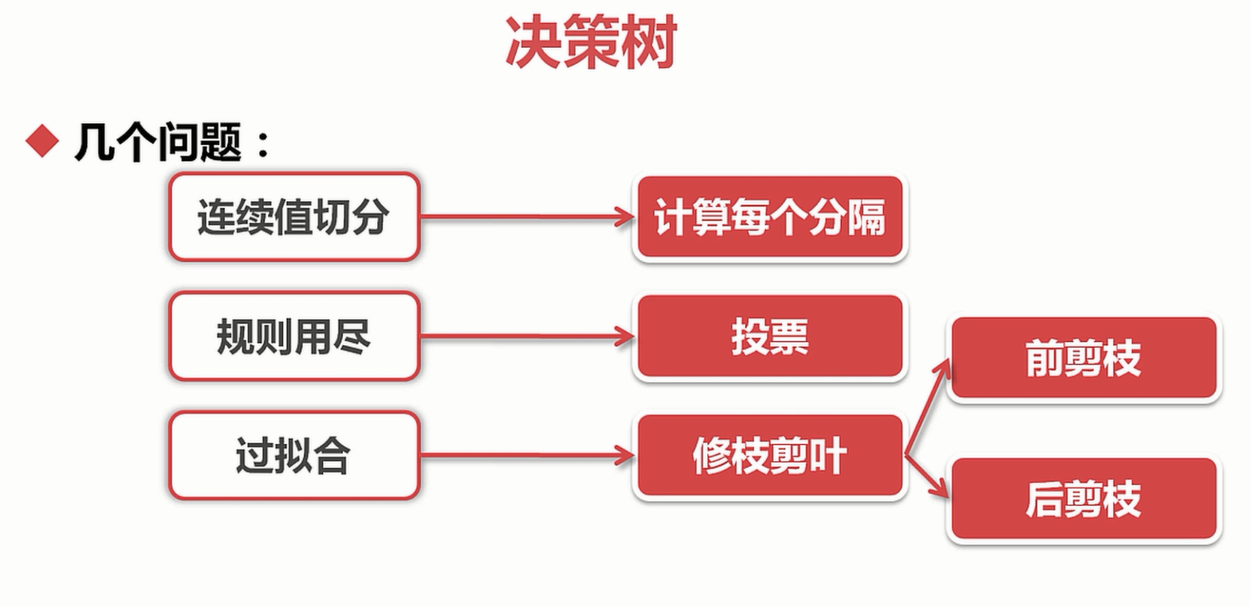 决策树
几个问题：
连续值切分
计算每个分隔
规则用尽
投票
前剪枝
过拟合
修枝剪叶
后剪枝